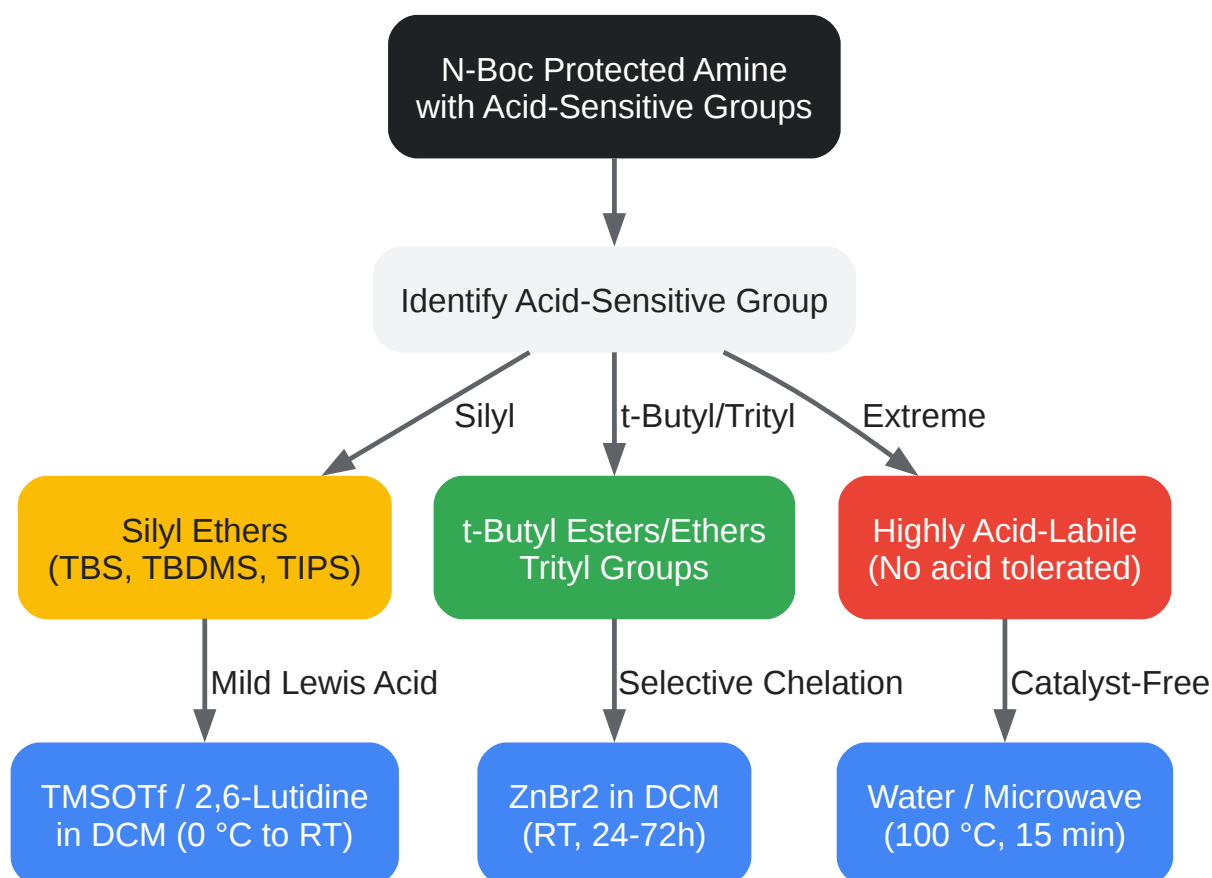 N-Boc Protected Amine
with Acid-Sensitive Groups
Identify Acid-Sensitive Group
Silyl
t-Butyl/Trityl
Extreme
Silyl Ethers
(TBS, TBDMS, TIPS)
t-Butyl Esters/Ethers
Trityl Groups
Highly Acid-Labile
(No acid tolerated)
Mild Lewis Acid
Selective Chelation
Catalyst-Free
TMSOTf / 2,6-Lutidine
in DCM (0 °C to RT)
ZnBr2 in DCM
(RT, 24-72h)
Water / Microwave
(100 °C, 15 min)